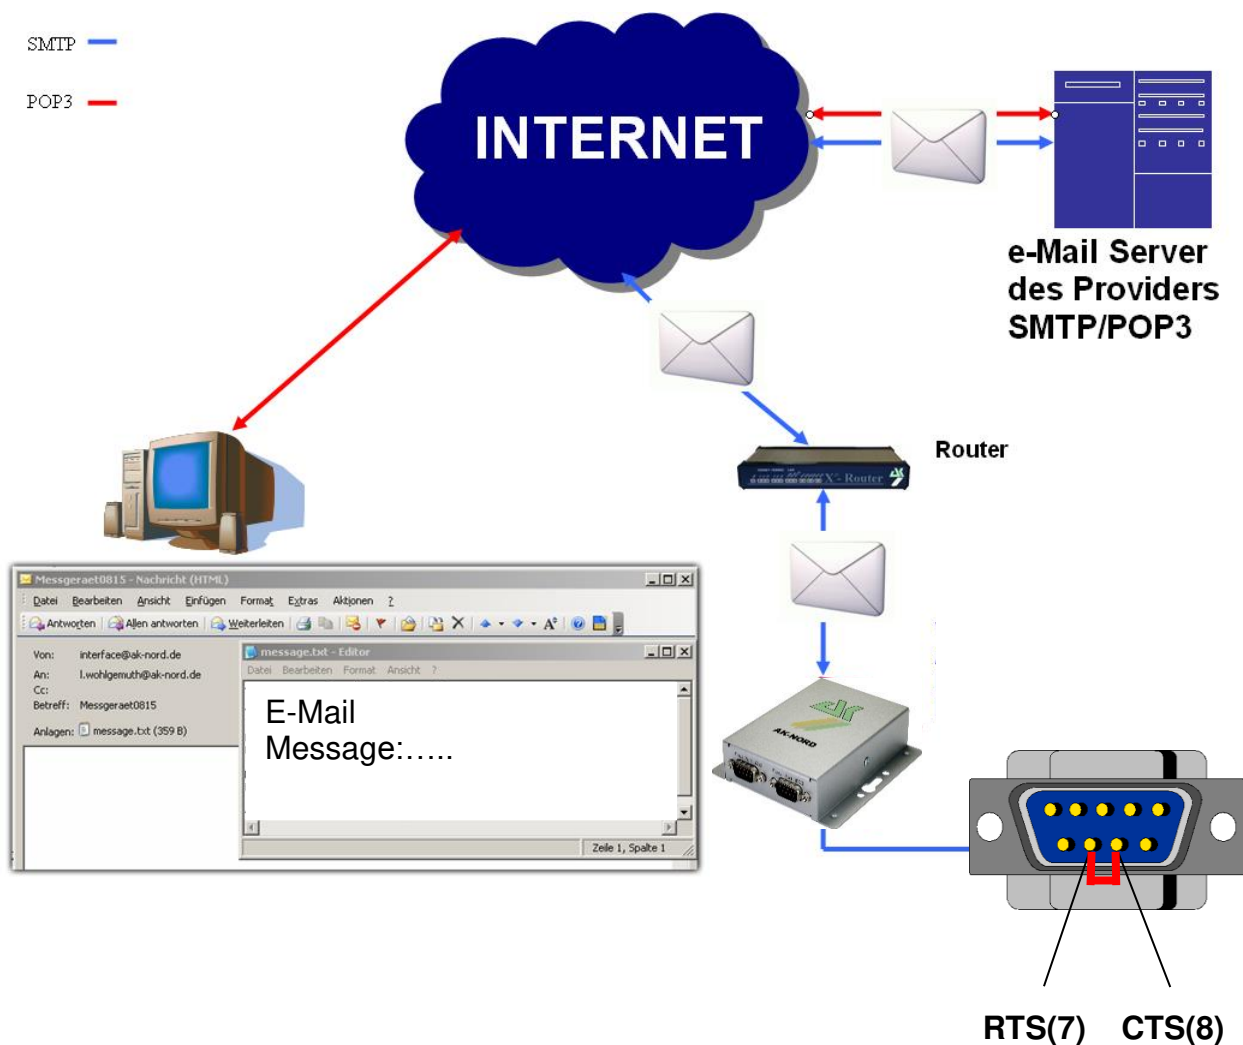 SMTP
POP3
INTERNET
e-Mail Server
des Providers
SMTP/POP3
Router
X²- Router
Messgeraet0815 - Nachricht (HTML)
Datei Bearbeiten Ansicht Einfügen Format Extras Aktionen ?
Antworten Allen antworten Weiterleiten
Von: interface@ak-nord.de
An: l.wohlgemuth@ak-nord.de
Cc:
Betreff: Messgeraet0815
Anlagen: message.txt (359 B)
message.txt - Editor
Datei Bearbeiten Format Ansicht ?
E-Mail
Message:…..
Zeile 1, Spalte 1
AK-NORD
RTS(7) CTS(8)